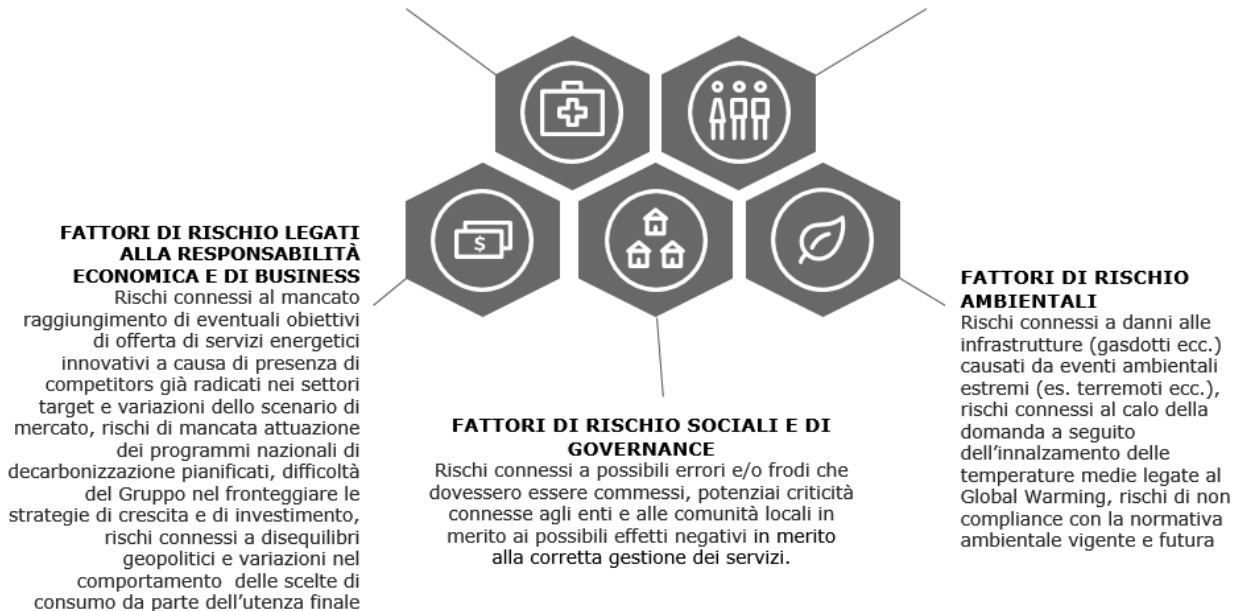 FATTORI DI RISCHIO LEGATI
ALLA RESPONSABILITÀ
ECONOMICA E DI BUSINESS
Rischi connessi al mancato
raggiungimento di eventuali obiettivi
di offerta di servizi energetici
innovativi a causa di presenza di
competitors già radicati nei settori
target e variazioni dello scenario di
mercato, rischi di mancata attuazione
dei programmi nazionali di
decarbonizzazione pianificati, difficoltà
del Gruppo nel fronteggiare le
strategie di crescita e di investimento,
rischi connessi a disequilibri
geopolitici e variazioni nel
comportamento delle scelte di
consumo da parte dell'utenza finale
$
FATTORI DI RISCHIO SOCIALI E DI
GOVERNANCE
Rischi connessi a possibili errori e/o frodi che
dovessero essere commessi, potenziai criticità
connesse agli enti e alle comunità locali in
merito ai possibili effetti negativi in merito
alla corretta gestione dei servizi.
FATTORI DI RISCHIO
AMBIENTALI
Rischi connessi a danni alle
infrastrutture (gasdotti ecc.)
causati da eventi ambientali
estremi (es. terremoti ecc.),
rischi connessi al calo della
domanda a seguito
dell'innalzamento delle
temperature medie legate al
Global Warming, rischi di non
compliance con la normativa
ambientale vigente e futura